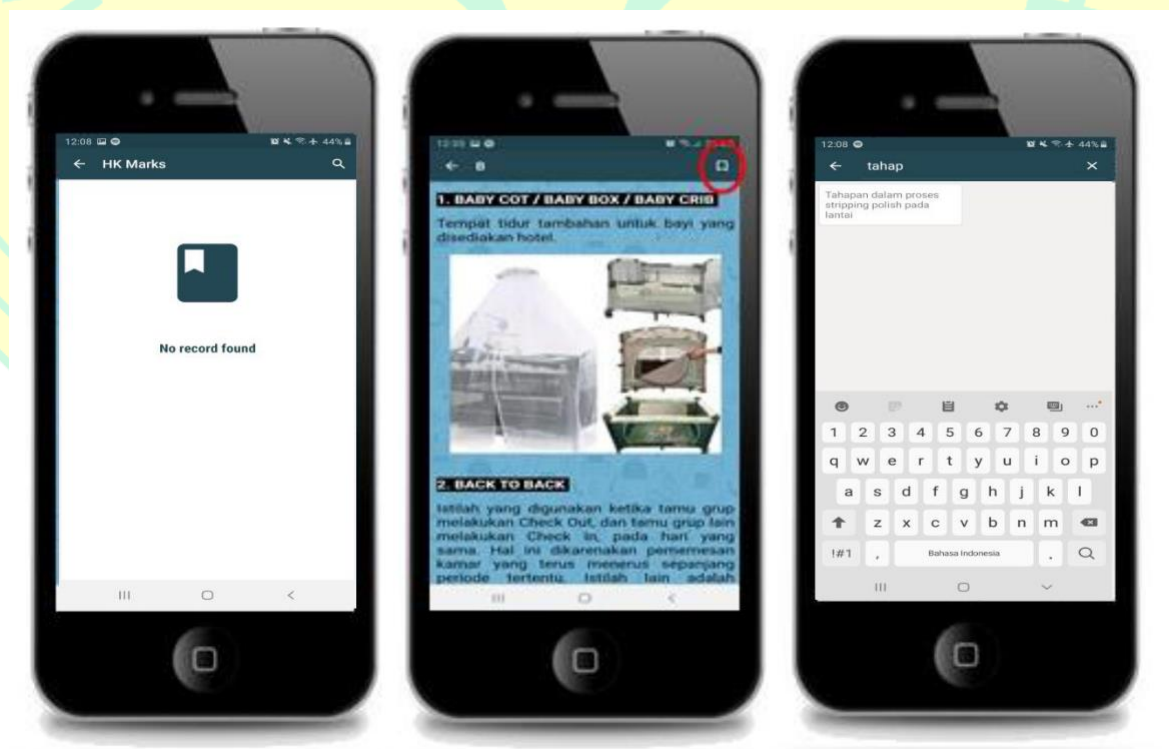 12:08 44%
HK Marks
No record found
B
1. BABY COT / BABY BOX / BABY CRIB
Tempat tidur tambahan untuk bayi yang
disediakan hotel.
2. BACK TO BACK
Istilah yang digunakan ketika tamu grup
melakukan Check Out, dan tamu grup lain
melakukan Check In, pada hari yang
sama. Hal ini dikarenakan pememesan
kamar yang terus menerus sepanjang
periode tertentu. Istilah lain adalah
12:08 44%
tahap
Tahapan dalam proses
stripping polish pada
lantai
1 2 3 4 5 6 7 8 9 0
q w e r t y u i o p
a s d f g h j k l
z x c v b n m
!#1 , Bahasa Indonesia .